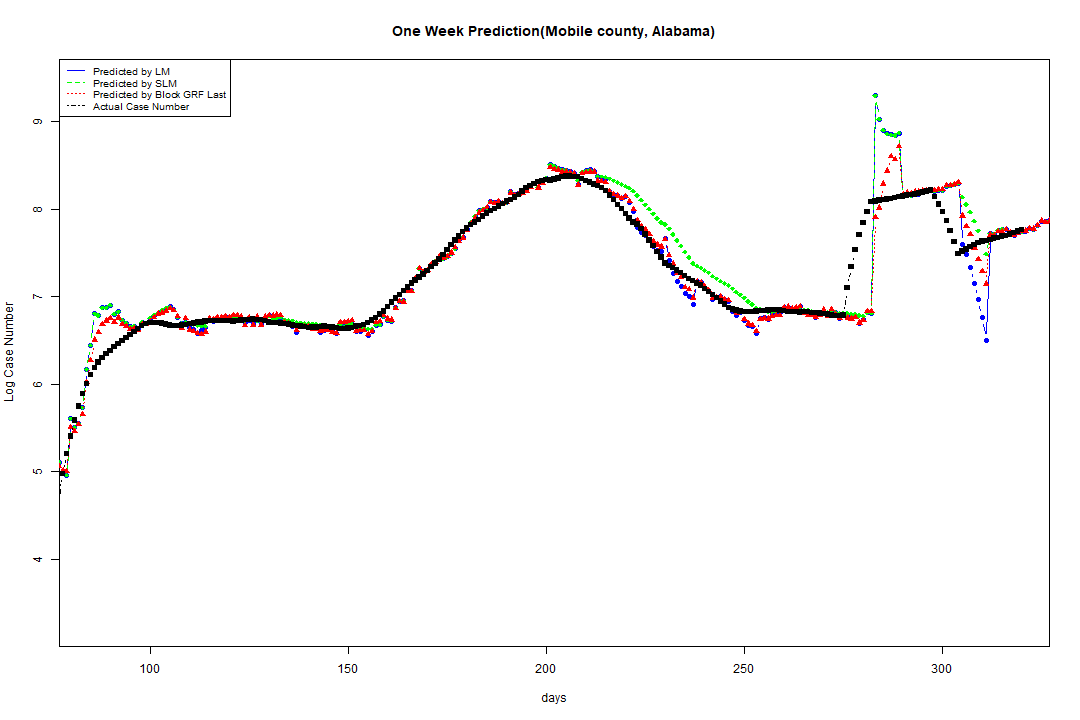 One Week Prediction(Mobile county, Alabama)
Predicted by LM
Predicted by SLM
Predicted by Block GRF Last
Actual Case Number
9
8
7
6
5
4
Log Case Number
100 150 200 250 300
days